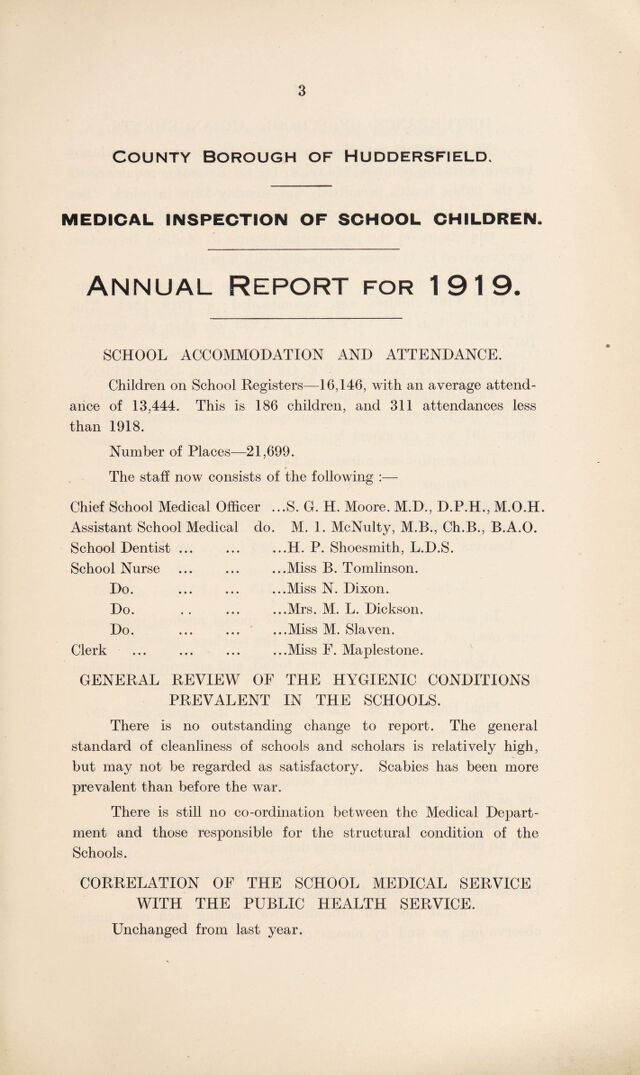 3
COUNTY BOROUGH OF HUDDERSFIELD.
MEDICAL INSPECTION OF SCHOOL CHILDREN.
ANNUAL REPORT FOR 1919.
SCHOOL ACCOMMODATION AND ATTENDANCE.
Children on School Registers—16,146, with an average attend-
ance of 13,444. This is 186 children, and 311 attendances less
than 1918.
Number of Places—21,699.
The staff now consists of the following :—
Chief School Medical Officer ...S. G. H. Moore. M.D., D.P.H., M.O.H.
Assistant School Medical do. M. 1. McNulty, M.B., Ch.B., B.A.O.
School Dentist ... ... ...H. P. Shoesmith, L.D.S.
School Nurse ... ... ...Miss B. Tomlinson.
Do. ... ... ...Miss N. Dixon.
Do. .. ... ...Mrs. M. L. Dickson.
Do. ... ... ...Miss M. Slaven.
Clerk ... ... ... ...Miss F. Maplestone.
GENERAL REVIEW OF THE HYGIENIC CONDITIONS
PREVALENT IN THE SCHOOLS.
There is no outstanding change to report. The general
standard of cleanliness of schools and scholars is relatively high,
but may not be regarded as satisfactory. Scabies has been more
prevalent than before the war.
There is still no co-ordination between the Medical Depart-
ment and those responsible for the structural condition of the
Schools.
CORRELATION OF THE SCHOOL MEDICAL SERVICE
WITH THE PUBLIC HEALTH SERVICE.
Unchanged from last year.